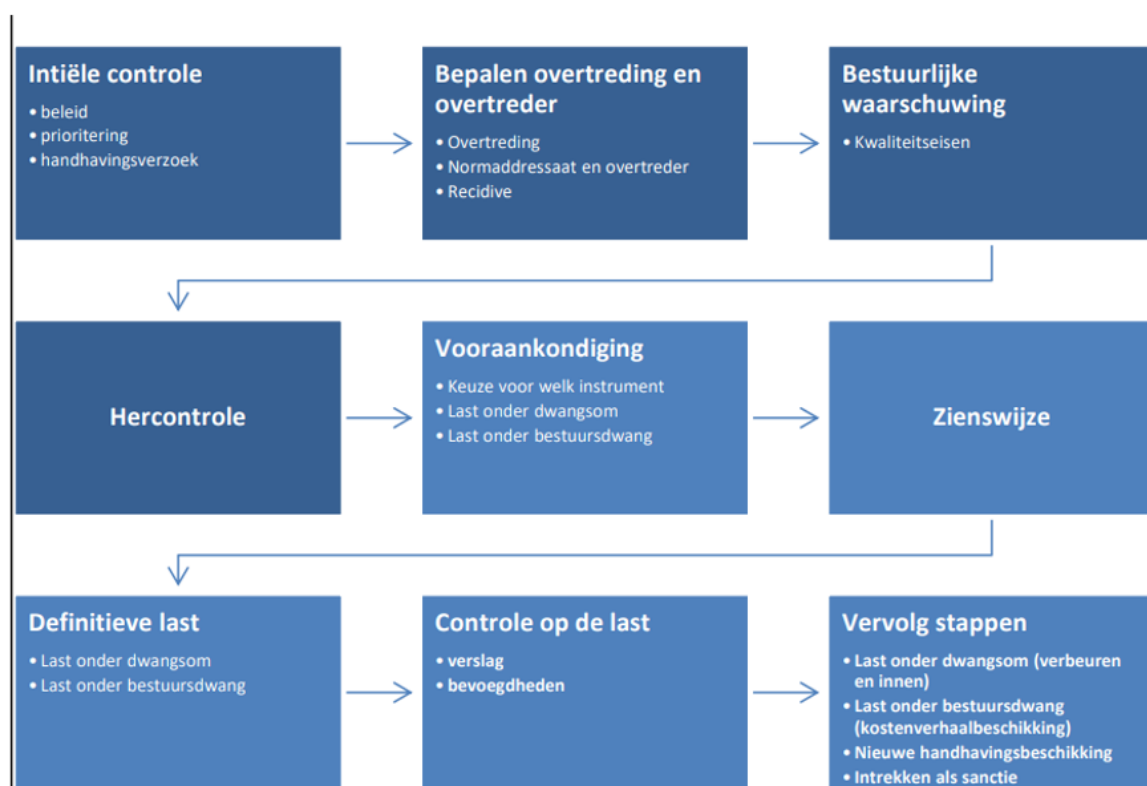 Intiële controle
• beleid
• prioritering
• handhavingsverzoek
Bepalen overtreding en
overtreder
• Overtreding
• Normaddressaat en overtreder
• Recidive
Bestuurlijke
waarschuwing
• Kwaliteitseisen
Hercontrole
Vooraankondiging
• Keuze voor welk instrument
• Last onder dwangsom
• Last onder bestuursdwang
Zienswijze
Definitieve last
• Last onder dwangsom
• Last onder bestuursdwang
Controle op de last
• verslag
• bevoegdheden
Vervolg stappen
• Last onder dwangsom (verbeuren
en innen)
• Last onder bestuursdwang
(kostenverhaalbeschikking)
• Nieuwe handhavingsbeschikking
• Intrekken als sanctie